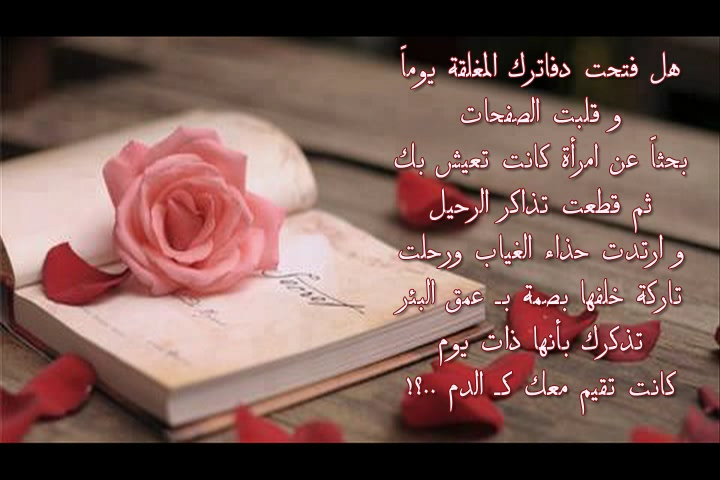 هل فتحت دفاترك المغلقة يوماً
و قلبت الصفحات
بحثاً عن امرأة كانت تعيش بك
ثم قطعت تذاكر الرحيل
و ارتدت حذاء الغياب ورحلت
تاركة خلفها بصمة بـ عمق البئر
تذكرك بأنها ذات يوم
كانت تقيم معك كـ الدم ..؟؟
Secret